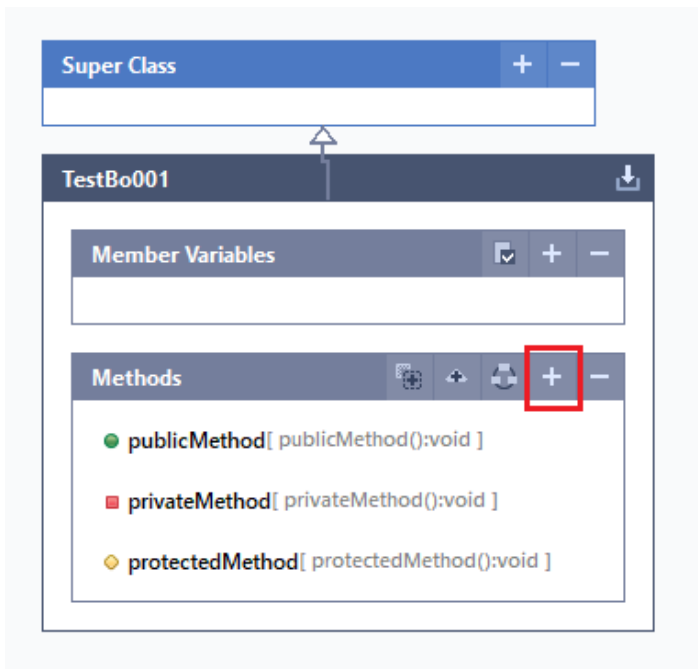 Super Class
TestBo001
Member Variables
Methods
publicMethod[ publicMethod():void ]
privateMethod[ privateMethod():void ]
protectedMethod[ protectedMethod():void ]